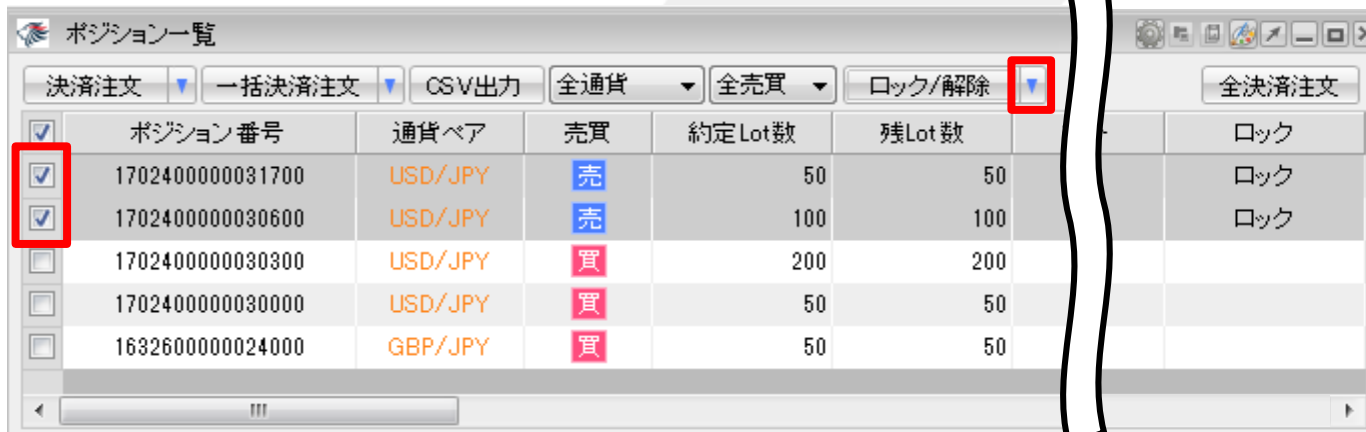 ポジション一覧
決済注文 一括決済注文 CSV出力 全通貨 全売買 ロック/解除 全決済注文
ポジション番号 通貨ペア 売買 約定Lot数 残Lot数 ロック
1702400000031700 USD/JPY 売 50 50 ロック
1702400000030600 USD/JPY 売 100 100 ロック
1702400000030300 USD/JPY 買 200 200
1702400000030000 USD/JPY 買 50 50
1632600000024000 GBP/JPY 買 50 50